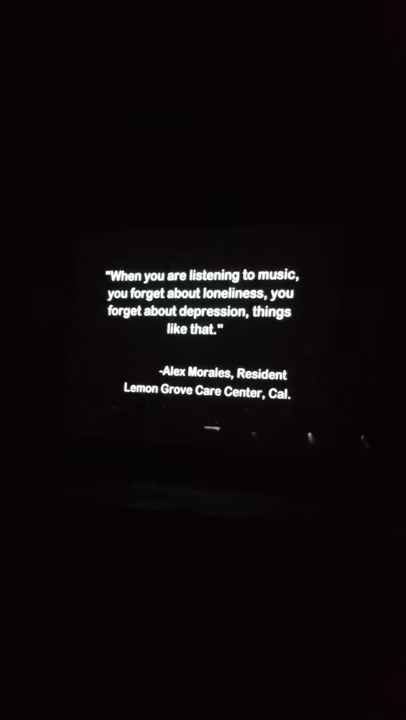 "When you are listening to music,
you forget about loneliness, you
forget about depression, things
like that."
-Alex Morales, Resident
Lemon Grove Care Center, Cal.